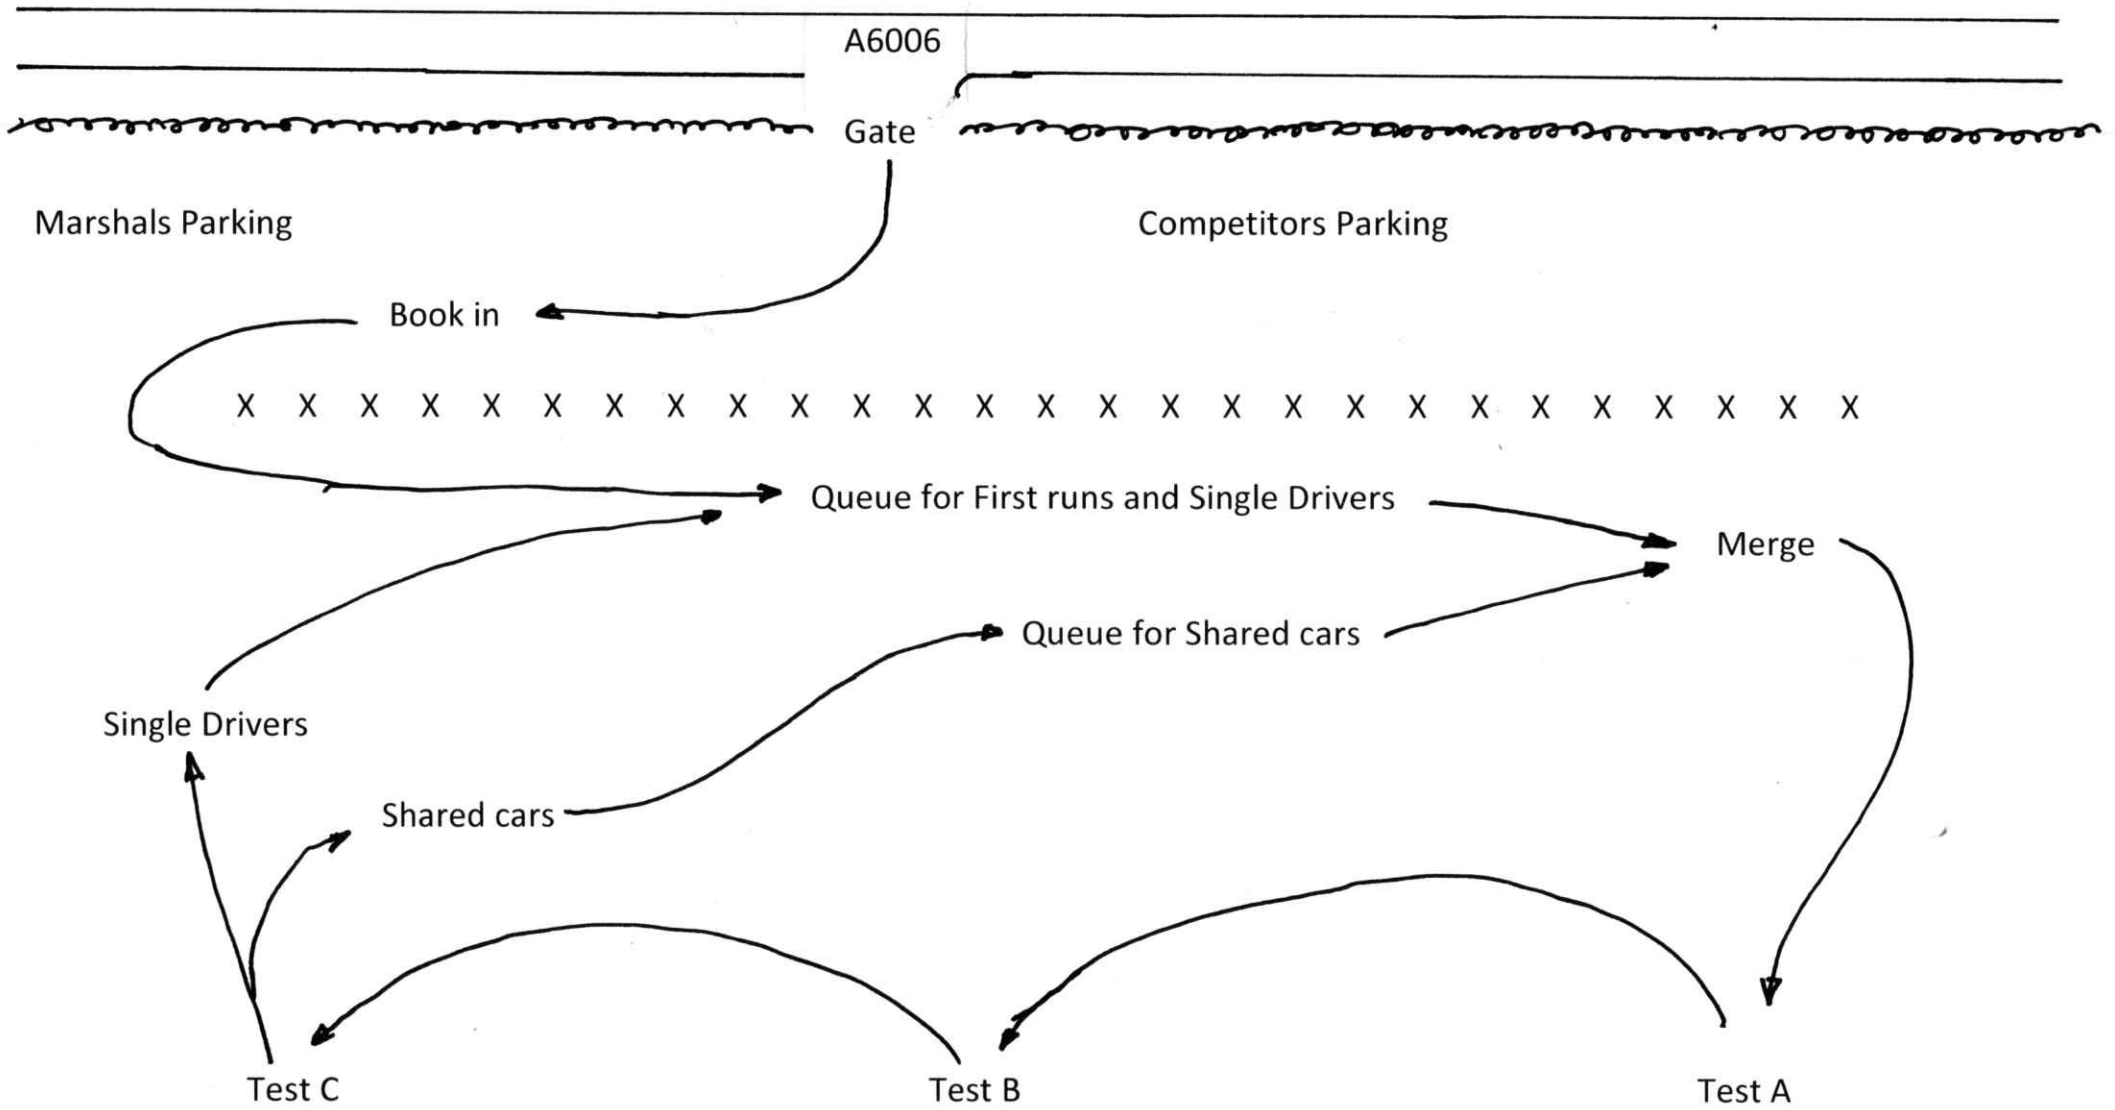 A6006
Gate
Marshals Parking
Competitors Parking
Book in
X X X X X X X X X X X X X X X X X X X X X X X X X X X
Queue for First runs and Single Drivers
Merge
Queue for Shared cars
Single Drivers
Shared cars
Test C
Test B
Test A